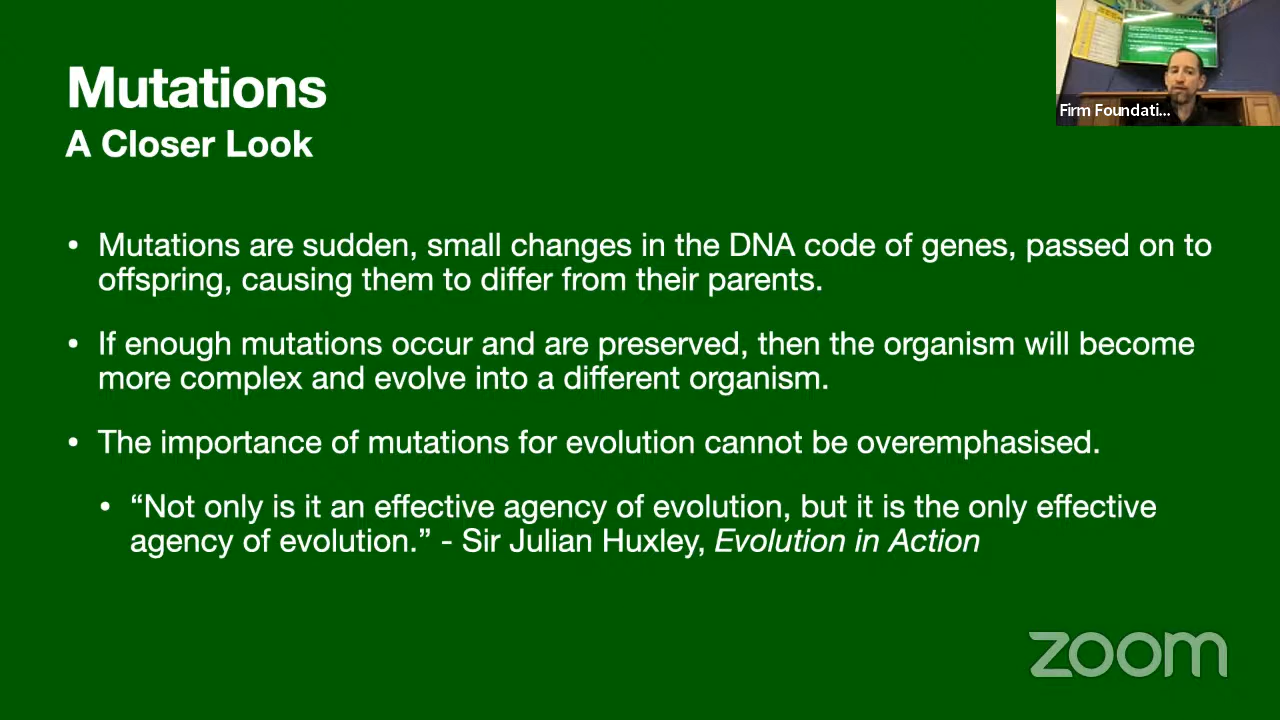 Mutations
A Closer Look
Firm Foundati...
• Mutations are sudden, small changes in the DNA code of genes, passed on to
offspring, causing them to differ from their parents.
• If enough mutations occur and are preserved, then the organism will become
more complex and evolve into a different organism.
• The importance of mutations for evolution cannot be overemphasised.
• “Not only is it an effective agency of evolution, but it is the only effective
agency of evolution.” - Sir Julian Huxley, Evolution in Action
zoom